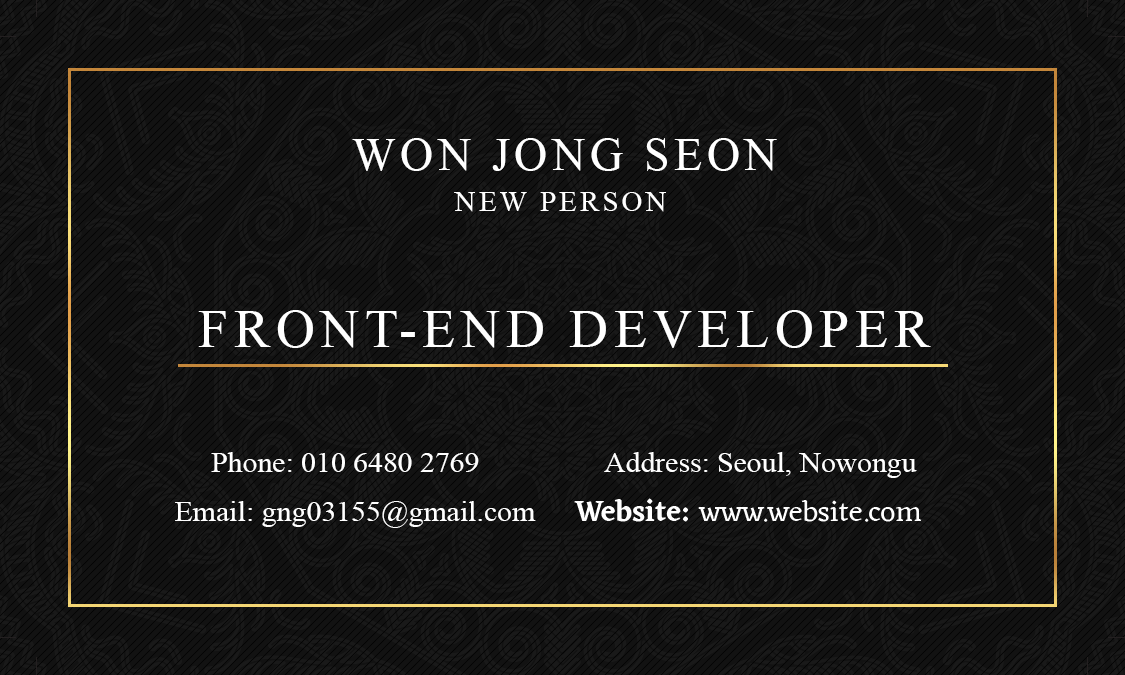 WON JONG SEON
NEW PERSON
FRONT-END DEVELOPER
Phone: 010 6480 2769
Address: Seoul, Nowongu
Email: gng03155@gmail.com
Website: www.website.com